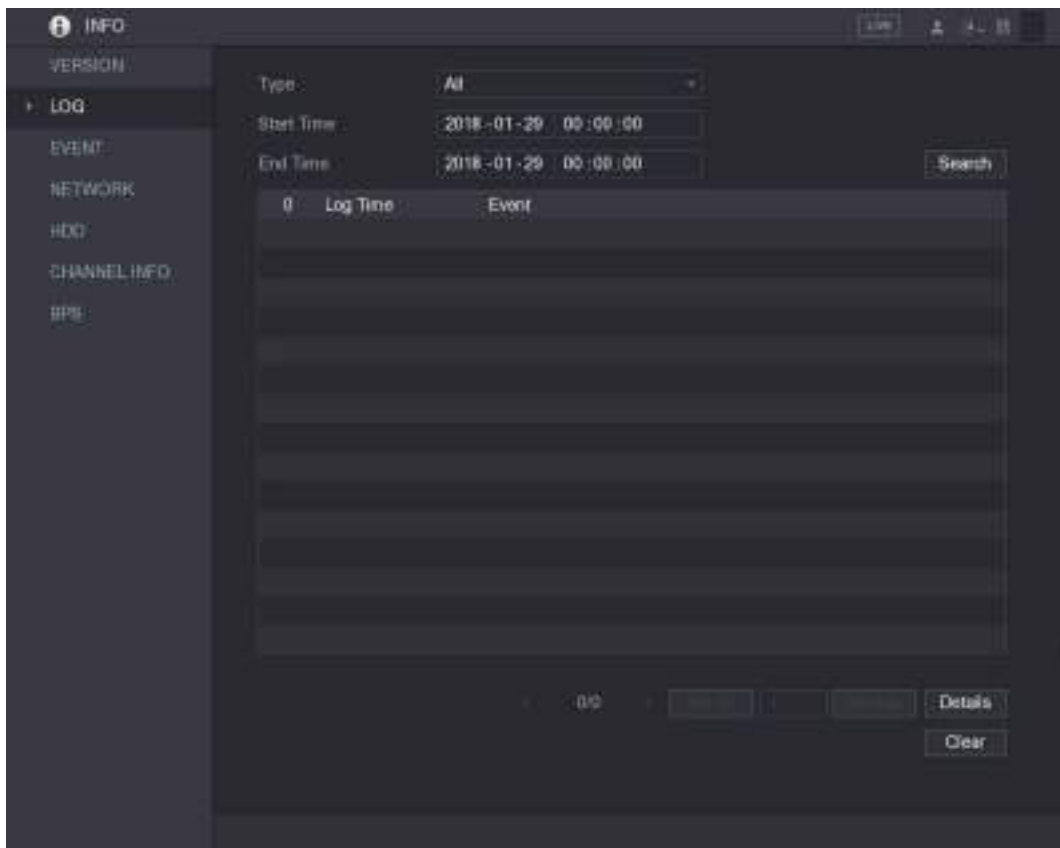 INFO
LIVE
VERSION
LOG
EVENT
NETWORK
HDD
CHANNEL INFO
BPS
Type All
Start Time 2018 -01 -29 00 :00 :00
End Time 2018 -01 -29 00 :00 :00
Search
0 Log Time Event
0/0
Details
Clear